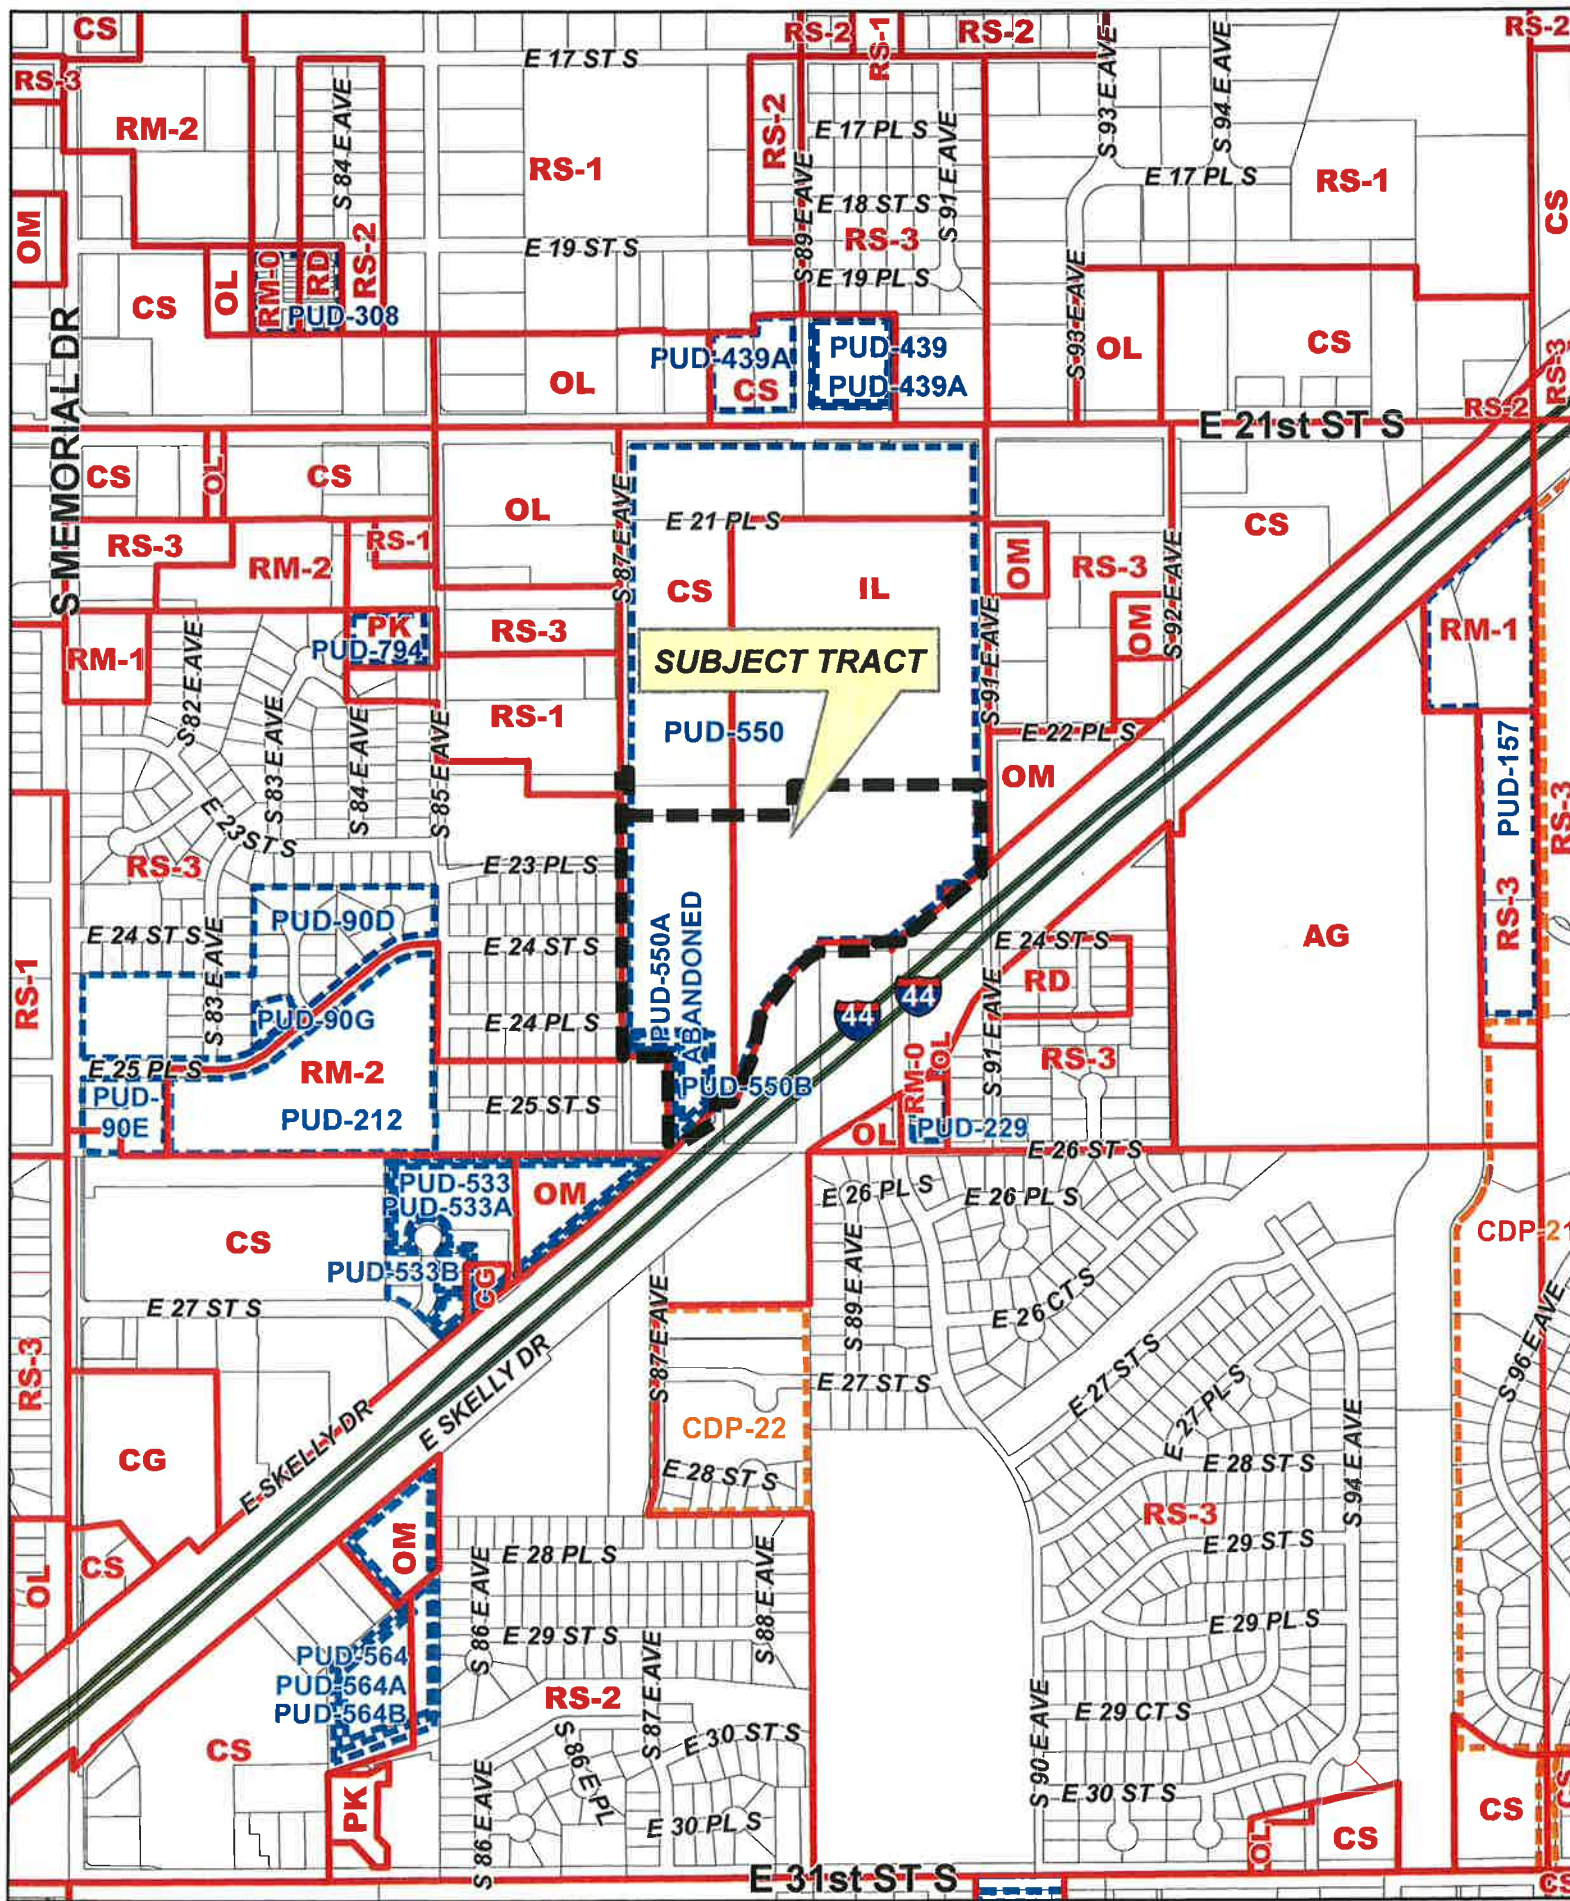 CS
RS-2
RS-1
RS-2
RS-2
E 17 ST S
RS-3
RM-2
S 84 E AVE
RS-1
RS-2
E 17 PL S
S 91 E AVE
S 93 E AVE
S 94 E AVE
E 17 PL S
RS-1
CS
OM
S 89 E AVE
E 18 ST S
RS-3
E 19 ST S
E 19 PL S
CS
OL
RM-0
RD
RS-2
PUD-308
S MEMORIAL DR
OL
PUD-439A
CS
PUD-439
PUD-439A
S 93 E AVE
OL
CS
RS-3
RS-2
E 21st ST S
CS
OL
CS
OL
S 87 E AVE
E 21 PL S
CS
IL
OM
RS-3
S 92 E AVE
CS
RS-3
RM-2
RS-1
RS-3
PK
PUD-794
RM-1
OM
RM-1
S 91 E AVE
SUBJECT TRACT
S 82 E AVE
S 83 E AVE
S 84 E AVE
S 85 E AVE
RS-1
PUD-550
E 22 PL S
OM
PUD-157
RS-3
RS-3
E 23 ST S
RS-3
E 23 PL S
PUD-90D
E 24 ST S
S 83 E AVE
E 24 ST S
PUD-550A
ABANDONED
E 24 ST S
RD
AG
RS-1
PUD-90G
E 24 PL S
44
44
S 91 E AVE
RS-3
E 25 PL S
RM-2
PUD-212
PUD-
90E
E 25 ST S
PUD-550B
RM-0
OL
OL
PUD-229
E 26 ST S
PUD-533
PUD-533A
OM
CS
PUD-533B
CG
E 26 PL S
E 26 PL S
CDP-21
E 27 ST S
S 87 E AVE
S 89 E AVE
E 26 CT S
S 96 E AVE
RS-3
E SKELLY DR
E SKELLY DR
E 27 ST S
E 27 ST S
E 27 PL S
CDP-22
CG
E 28 ST S
E 28 ST S
S 94 E AVE
RS-3
OL
CS
OM
E 28 PL S
E 29 ST S
S 86 E AVE
S 88 E AVE
E 29 ST S
E 29 PL S
PUD-564
PUD-564A
PUD-564B
S 87 E AVE
RS-2
E 29 CT S
CS
S 86 E PL
E 30 ST S
S 90 E AVE
E 30 ST S
PK
S 86 E AVE
E 30 PL S
OL
CS
CS
CS
E 31st ST S
CS